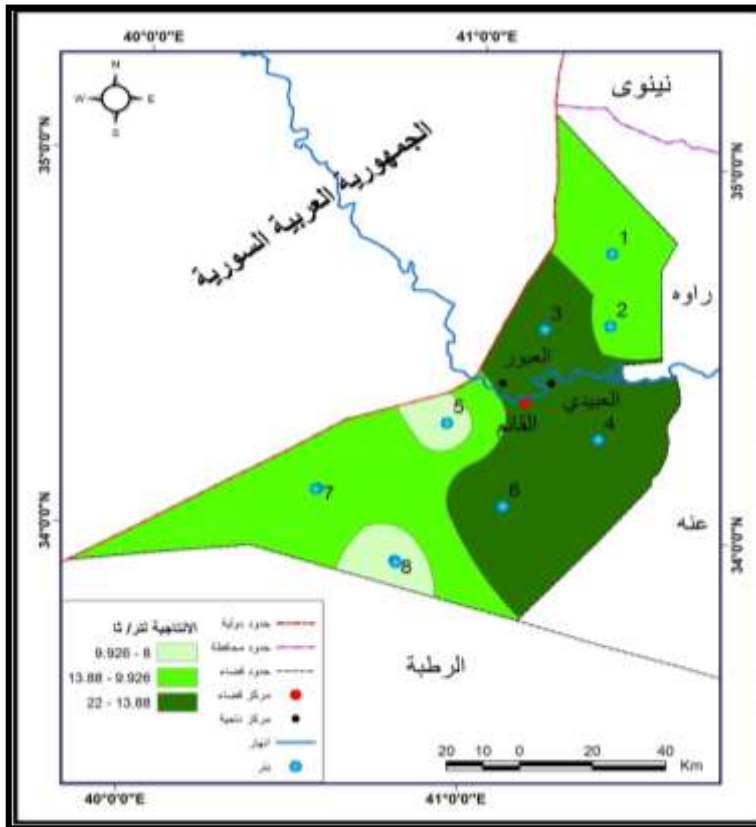 40°0'0"E
41°0'0"E
N
W
E
S
نينوى
35°0'0"N
35°0'0"N
الجمهورية العربية السورية
1
راوه
2
3
العبور
العبيدي
القائم
5
4
7
6
عنه
34°0'0"N
34°0'0"N
8
الانتاجية لتر/ ثا
9.926 - 8
13.88 - 9.926
22 - 13.88
حدود دولية
حدود محافظة
حدود قضاء
مركز قضاء
مركز ناحية
انهار
بئر
الرطبة
20 10 0 20 40
Km
40°0'0"E
41°0'0"E